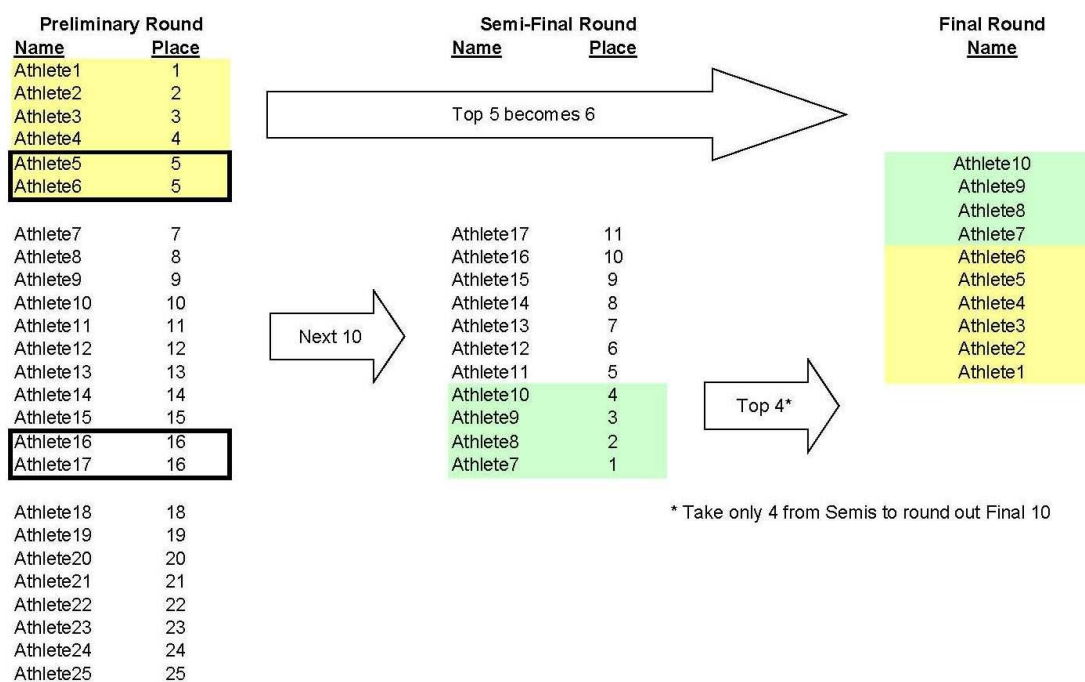 Preliminary Round
Name Place
Athlete1 1
Athlete2 2
Athlete3 3
Athlete4 4
Athlete5 5
Athlete6 5
Athlete7 7
Athlete8 8
Athlete9 9
Athlete10 10
Athlete11 11
Athlete12 12
Athlete13 13
Athlete14 14
Athlete15 15
Athlete16 16
Athlete17 16
Athlete18 18
Athlete19 19
Athlete20 20
Athlete21 21
Athlete22 22
Athlete23 23
Athlete24 24
Athlete25 25
Top 5 becomes 6
Next 10
Semi-Final Round
Name Place
Athlete17 11
Athlete16 10
Athlete15 9
Athlete14 8
Athlete13 7
Athlete12 6
Athlete11 5
Athlete10 4
Athlete9 3
Athlete8 2
Athlete7 1
Top 4*
Final Round
Name
Athlete10
Athlete9
Athlete8
Athlete7
Athlete6
Athlete5
Athlete4
Athlete3
Athlete2
Athlete1
* Take only 4 from Semis to round out Final 10